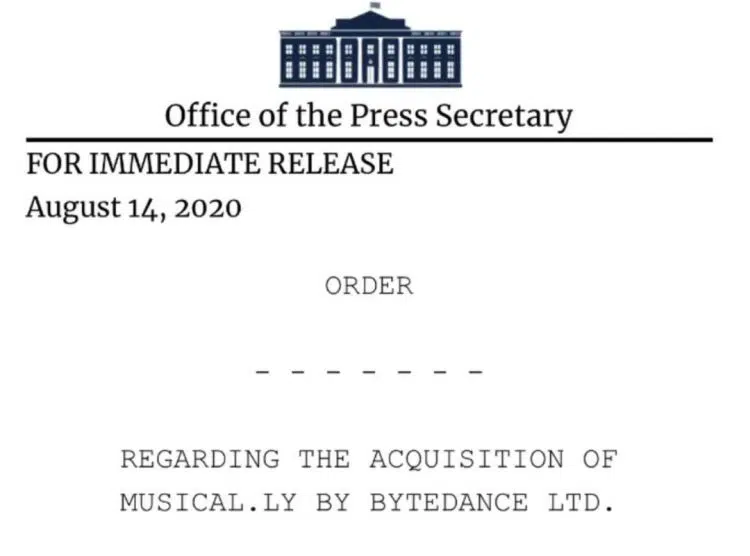 Office of the Press Secretary
FOR IMMEDIATE RELEASE
August 14, 2020
ORDER
- - - - - - -
REGARDING THE ACQUISITION OF
MUSICAL.LY BY BYTEDANCE LTD.